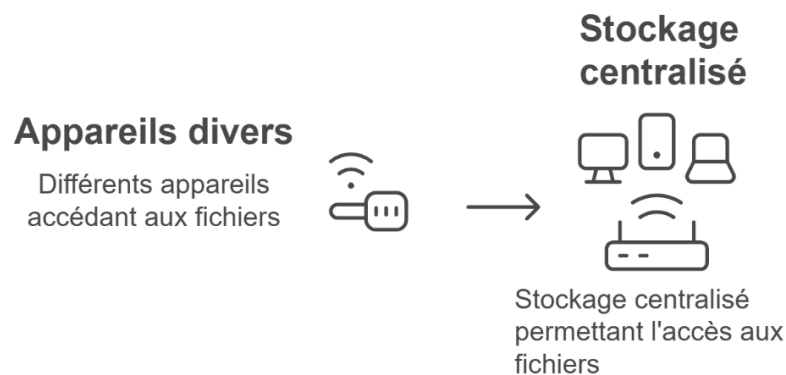 Stockage
centralisé
Appareils divers
Différents appareils
accédant aux fichiers
Stockage centralisé
permettant l'accès aux
fichiers